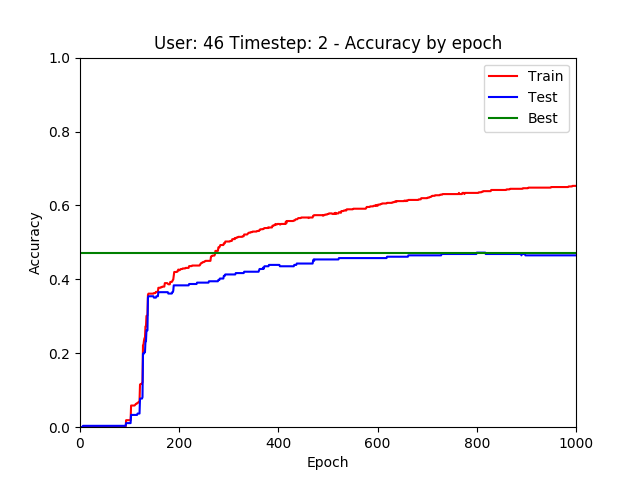 User: 46 Timestep: 2 - Accuracy by epoch
1.0
0.8
0.6
0.4
0.2
0.0
Accuracy
Train
Test
Best
0 200 400 600 800 1000
Epoch